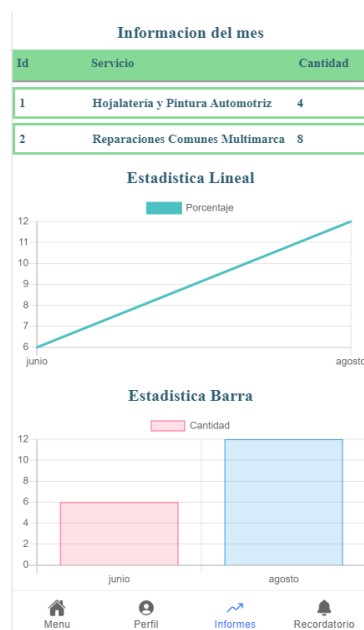 Informacion del mes
Id Servicio Cantidad
1 Hojalatería y Pintura Automotriz 4
2 Reparaciones Comunes Multimarca 8
Estadistica Lineal
Porcentaje
12
11
10
9
8
7
6
junio agosto
Estadistica Barra
Cantidad
12
10
8
6
4
2
0
junio agosto
Menu Perfil Informes Recordatorio